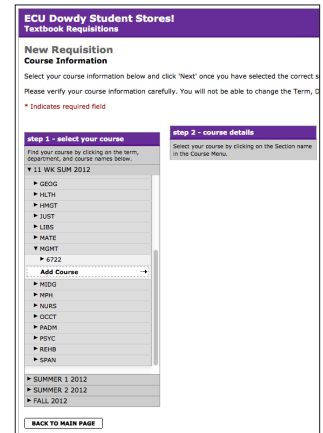 ECU Dowdy Student Stores!
Textbook Requisitions
New Requisition
Course Information
Select your course information below and click 'Next' once you have selected the correct s
Please verify your course information carefully. You will not be able to change the Term, D
* Indicates required field
step 1 - select your course
Find your course by clicking on the term,
department, and course names below.
▼ 11 WK SUM 2012
► GEOG
► HLTH
► HMGT
► JUST
► LIBS
► MATE
▼ MGMT
► 6722
Add Course →
► MIDG
► MPH
► NURS
► OCCT
► PADM
► PSYC
► REHB
► SPAN
► SUMMER 1 2012
► SUMMER 2 2012
► FALL 2012
BACK TO MAIN PAGE
step 2 - course details
Select your course by clicking on the Section name
in the Course Menu.